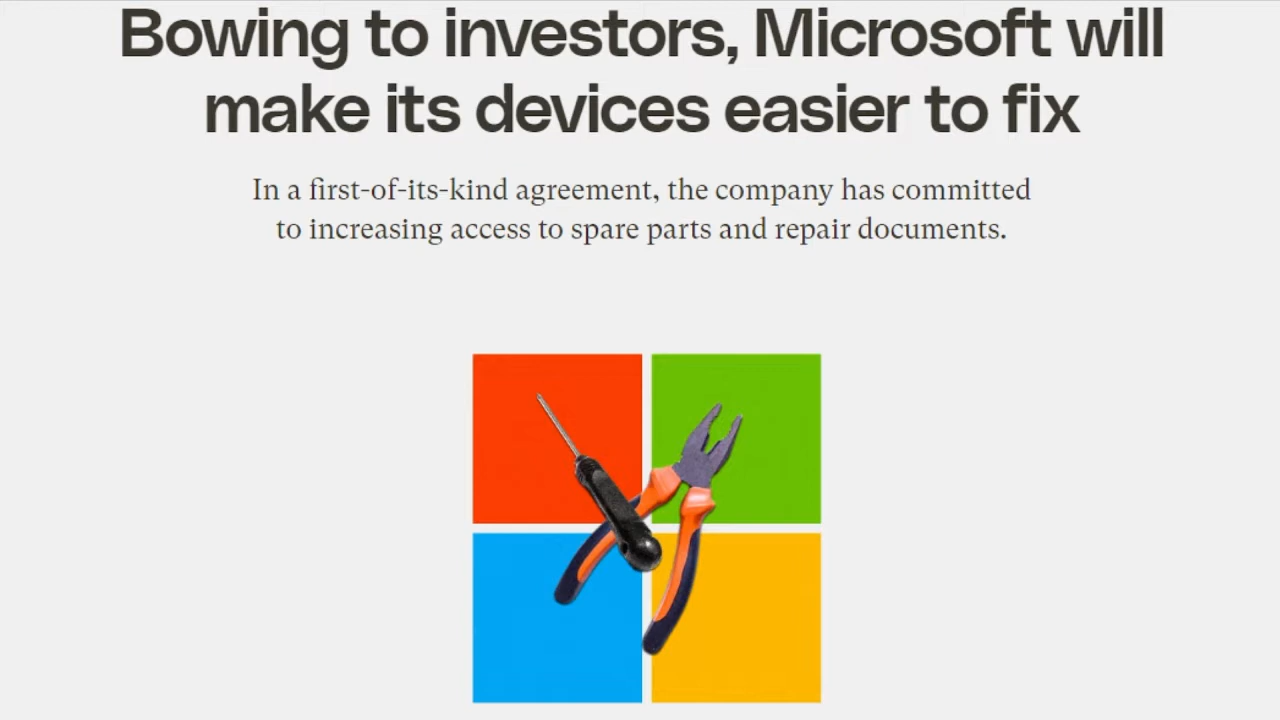 Bowing to investors, Microsoft will
make its devices easier to fix
In a first-of-its-kind agreement, the company has committed
to increasing access to spare parts and repair documents.